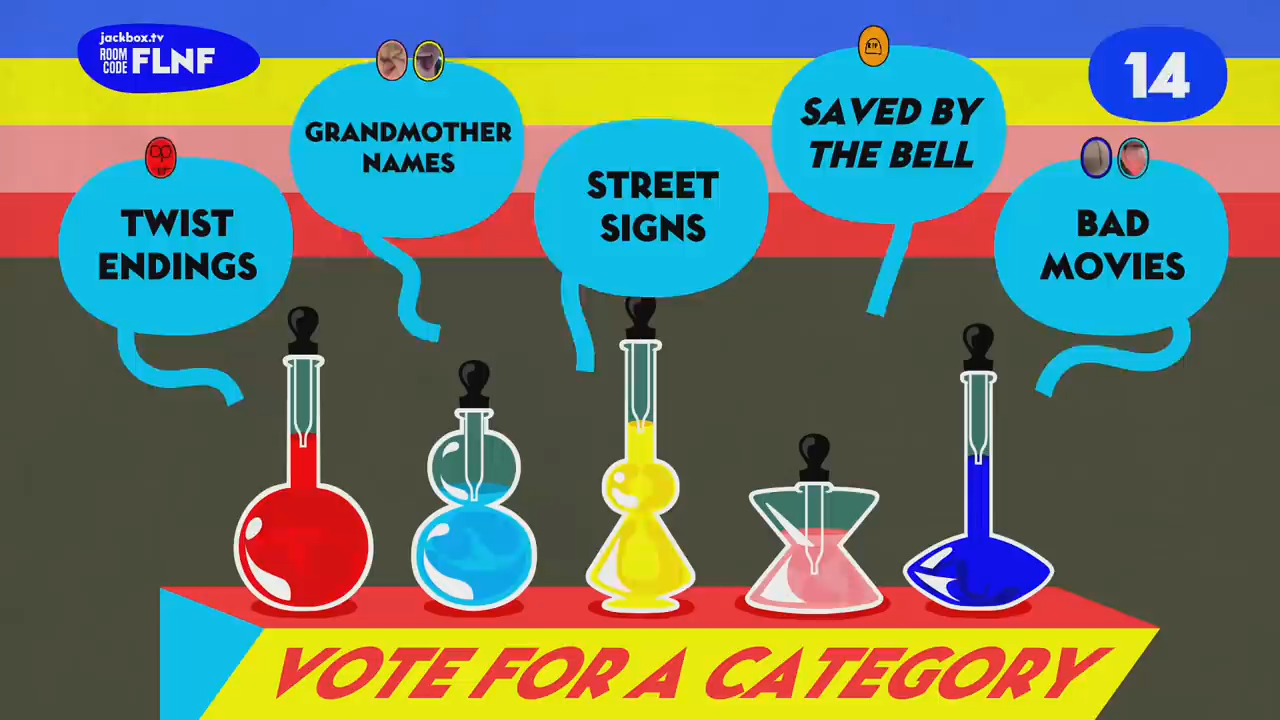 jackbox.tv
ROOM
CODE FLNF
14
GRANDMOTHER
NAMES
SAVED BY
THE BELL
TWIST
ENDINGS
STREET
SIGNS
BAD
MOVIES
VOTE FOR A CATEGORY